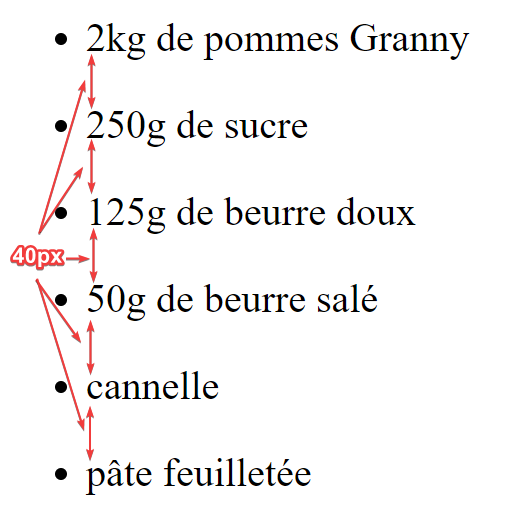 2kg de pommes Granny
250g de sucre
125g de beurre doux
40px
50g de beurre salé
cannelle
pâte feuilletée